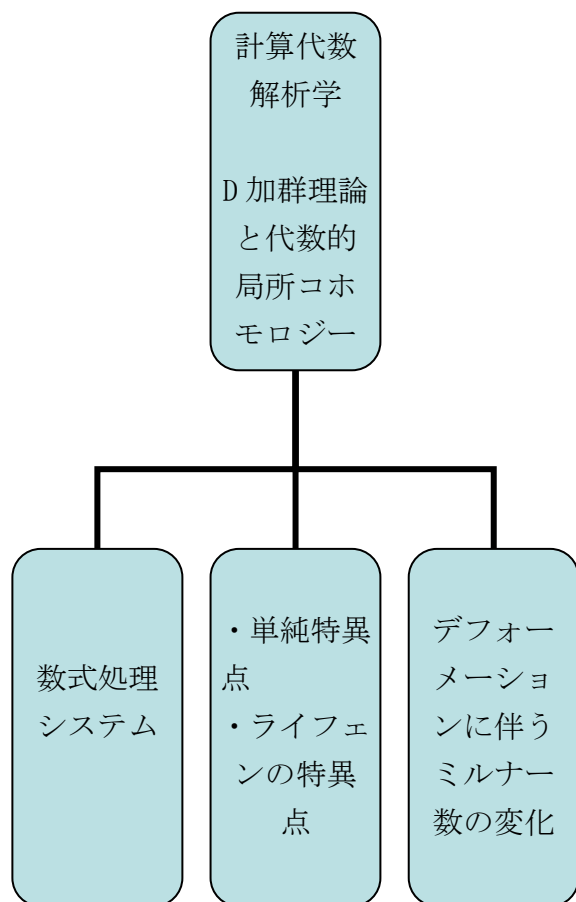 計算代数
解析学
D加群理論
と代数的
局所コホ
モロジー
数式処理
システム
・単純特異
点
・ライフェ
ンの特異
点
デフォー
メーショ
ンに伴う
ミルナー
数の変化